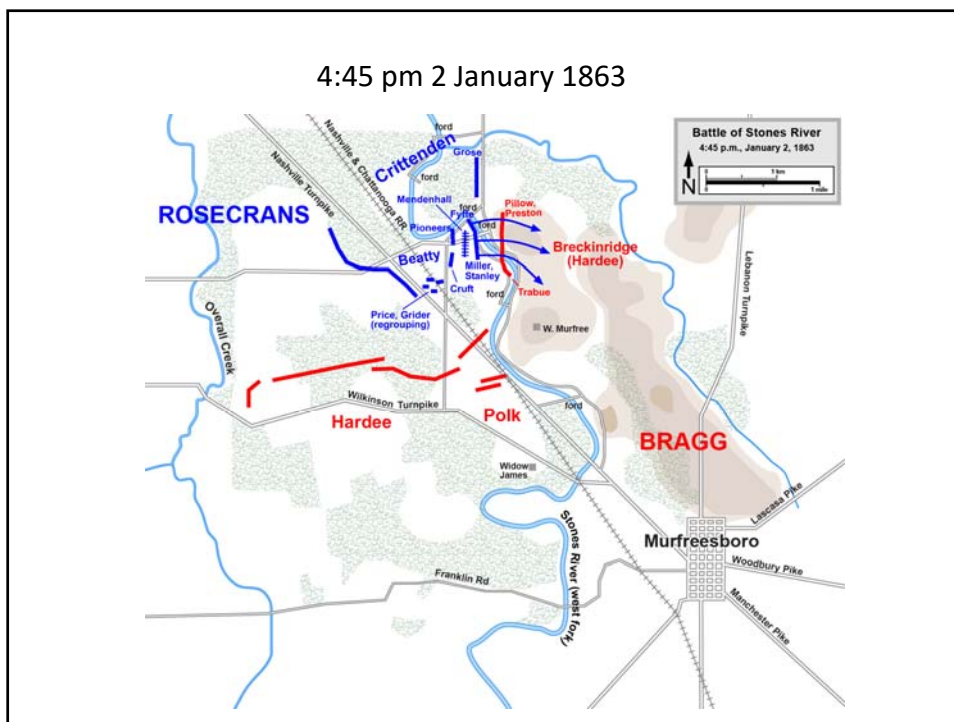 4:45 pm 2 January 1863
Battle of Stones River
4:45 p.m., January 2, 1863
N
0 1 km
0 1 mile
ford
Nashville & Chattanooga RR
Nashville Turnpike
Crittenden
Grose
ford
ford
Mendenhall
Fyffe
ford
Pioneers
Pillow,
Preston
ROSECRANS
Breckinridge
(Hardee)
Beatty
Miller,
Stanley
Cruft
Trabue
ford
Price, Grider
(regrouping)
W. Murfree
Lebanon Turnpike
Overall Creek
Wilkinson Turnpike
Hardee
Polk
ford
BRAGG
Widow
James
Stones River (west fork)
Lascasa Pike
Murfreesboro
Woodbury Pike
Franklin Rd
Manchester Pike